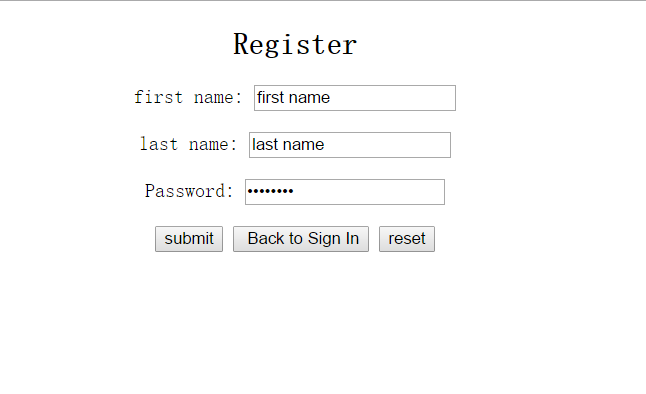 Register
first name: first name
last name: last name
Password: ••••••••
submit Back to Sign In reset